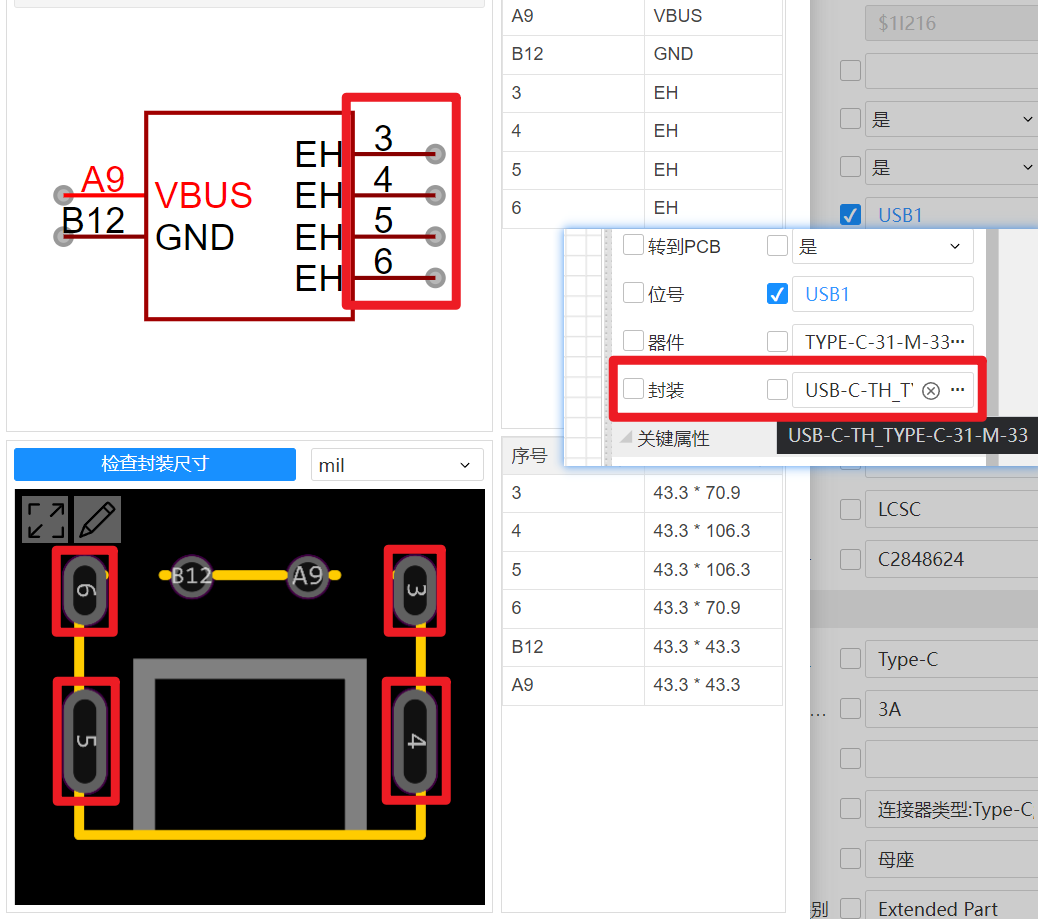 A9 VBUS
B12 GND
3 EH
4 EH
5 EH
6 EH
3
EH
4
A9
EH
VBUS
5
B12
EH
GND
6
EH
$1I216
是
是
USB1
转到PCB 是
位号 USB1
器件 TYPE-C-31-M-33···
封装 USB-C-TH_T ···
关键属性
USB-C-TH_TYPE-C-31-M-33
检查封装尺寸 mil
6
B12
A9
3
5
4
序号
3 43.3 * 70.9
4 43.3 * 106.3
5 43.3 * 106.3
6 43.3 * 70.9
B12 43.3 * 43.3
A9 43.3 * 43.3
LCSC
C2848624
Type-C
... 3A
连接器类型:Type-C,
母座
别 Extended Part